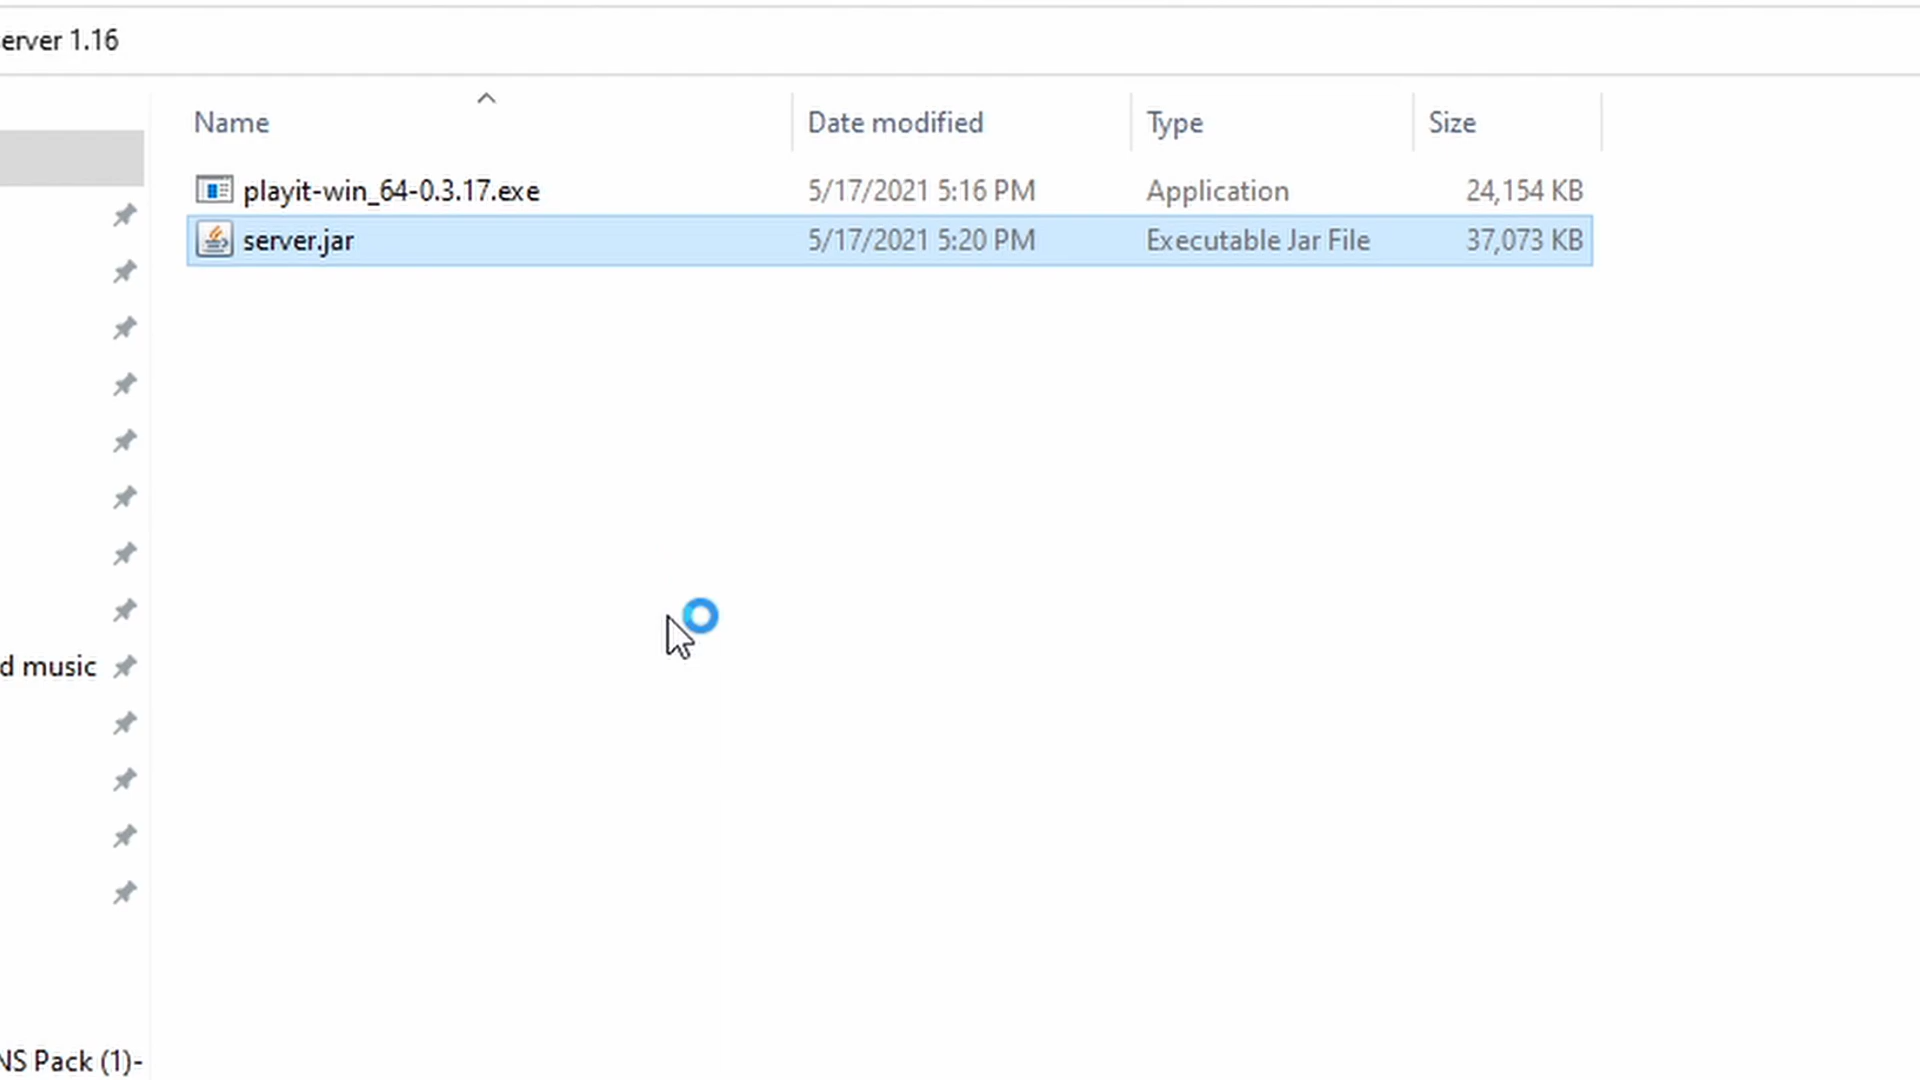 erver 1.16
Name Date modified Type Size
playit-win_64-0.3.17.exe 5/17/2021 5:16 PM Application 24,154 KB
server.jar 5/17/2021 5:20 PM Executable Jar File 37,073 KB
d music
NS Pack (1)-